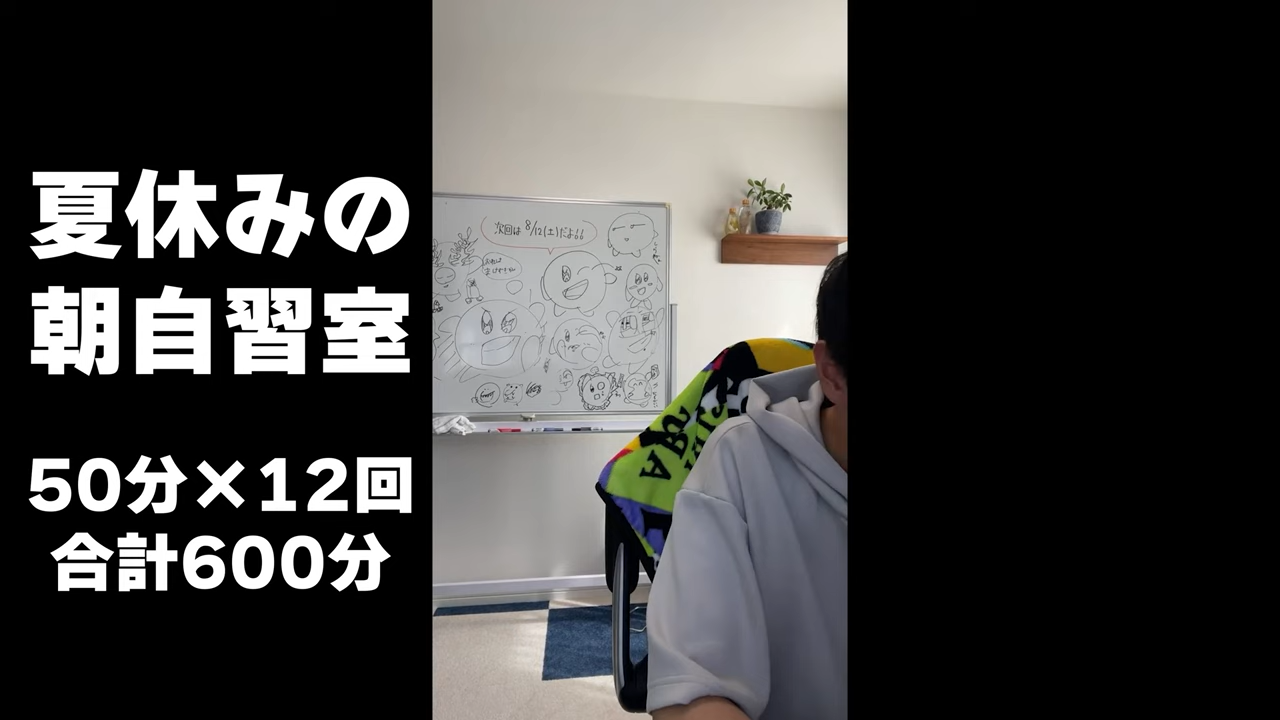 夏休みの
朝自習室
50分×12回
合計600分
次回は 8/12(土)だよ!!